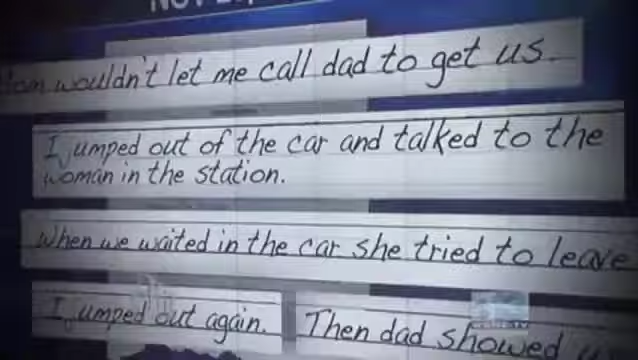 Mom wouldn't let me call dad to get us.
I jumped out of the car and talked to the
woman in the station.
When we waited in the car she tried to leave
I jumped out again. Then dad showed